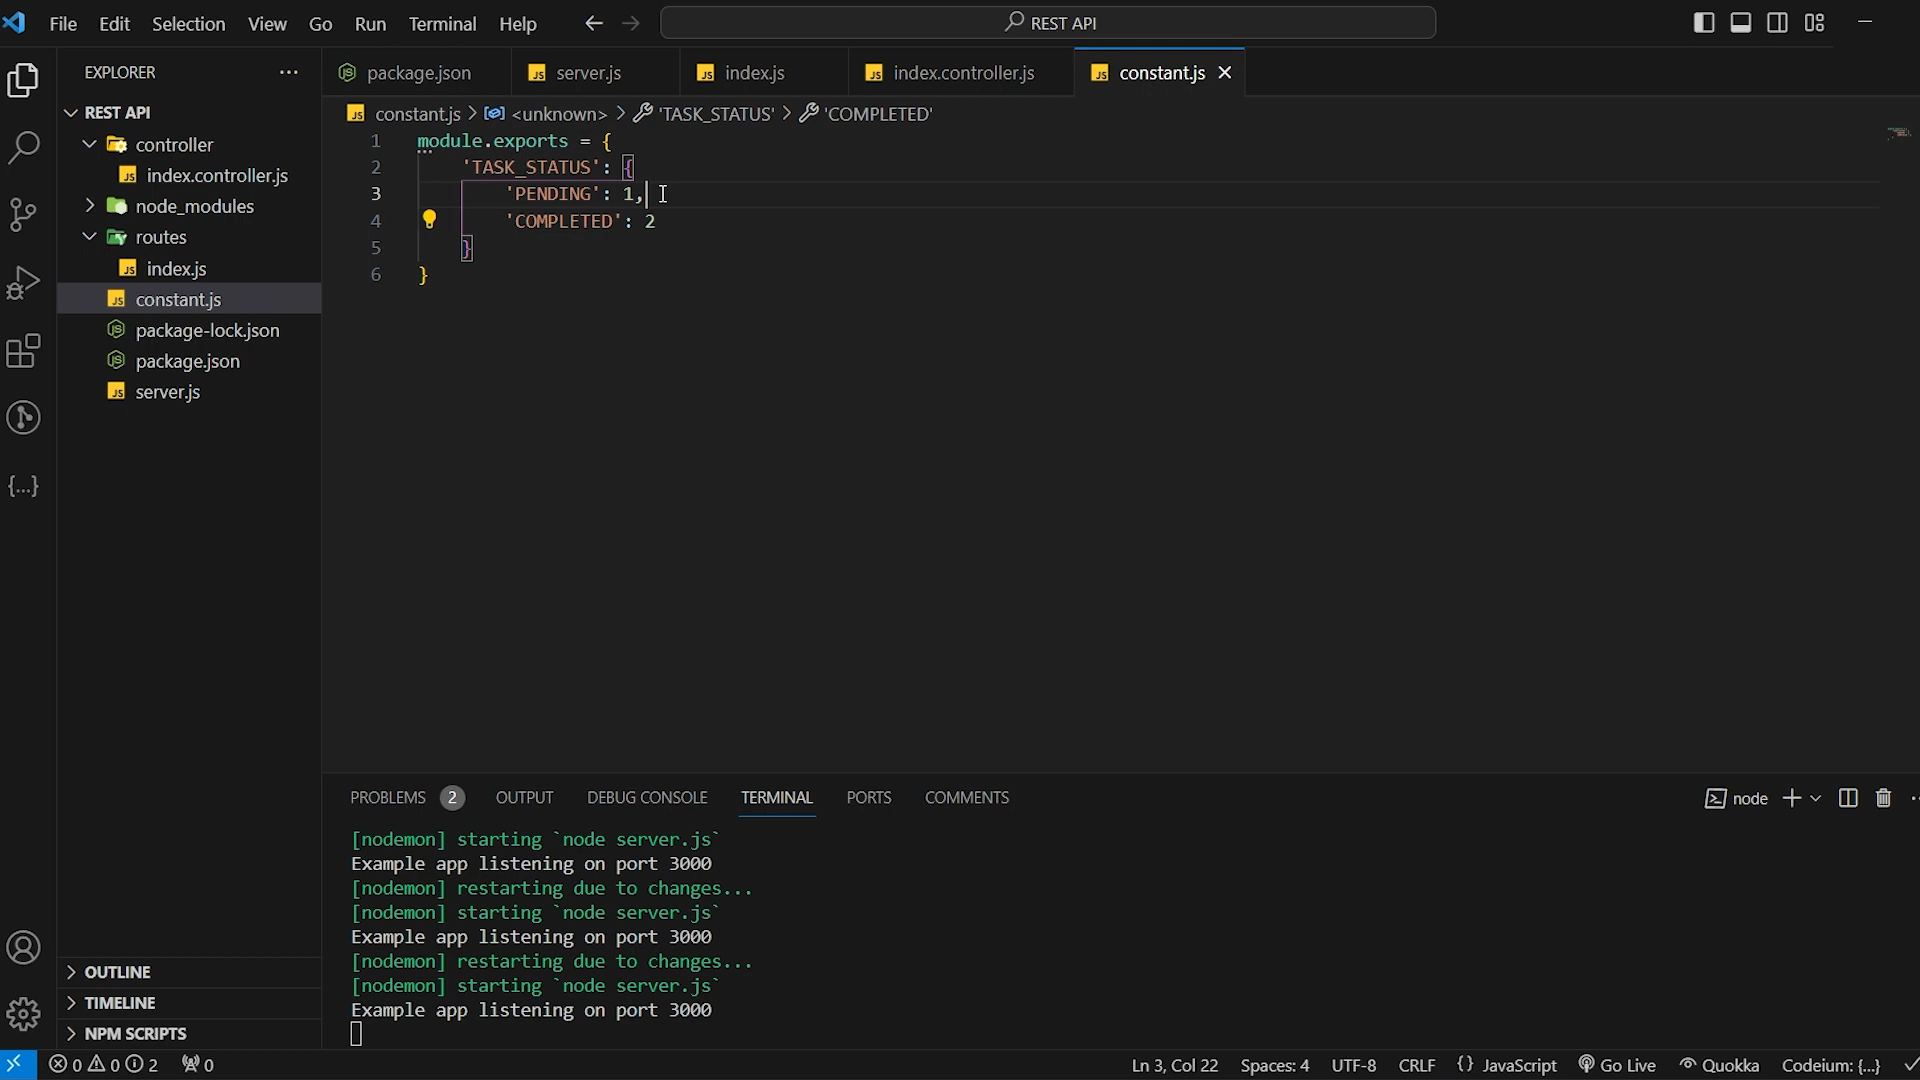 File Edit Selection View Go Run Terminal Help
REST API
EXPLORER
REST API
controller
index.controller.js
node_modules
routes
index.js
constant.js
package-lock.json
package.json
server.js
OUTLINE
TIMELINE
NPM SCRIPTS
package.json server.js index.js index.controller.js constant.js
constant.js > <unknown> > 'TASK_STATUS' > 'COMPLETED'
1 module.exports = {
2 'TASK_STATUS': {
3 'PENDING': 1,
4 'COMPLETED': 2
5 }
6 }
PROBLEMS 2 OUTPUT DEBUG CONSOLE TERMINAL PORTS COMMENTS
node
[nodemon] starting `node server.js`
Example app listening on port 3000
[nodemon] restarting due to changes...
[nodemon] starting `node server.js`
Example app listening on port 3000
[nodemon] restarting due to changes...
[nodemon] starting `node server.js`
Example app listening on port 3000
0 0 2 0 Ln 3, Col 22 Spaces: 4 UTF-8 CRLF {} JavaScript Go Live Quokka Codeium: {...}